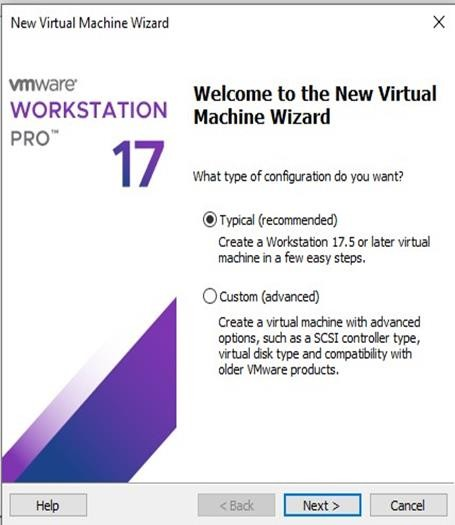 New Virtual Machine Wizard
vmware®
WORKSTATION
PRO™
17
Welcome to the New Virtual
Machine Wizard
What type of configuration do you want?
Typical (recommended)
Create a Workstation 17.5 or later virtual
machine in a few easy steps.
Custom (advanced)
Create a virtual machine with advanced
options, such as a SCSI controller type,
virtual disk type and compatibility with
older VMware products.
Help
< Back
Next >
Cancel